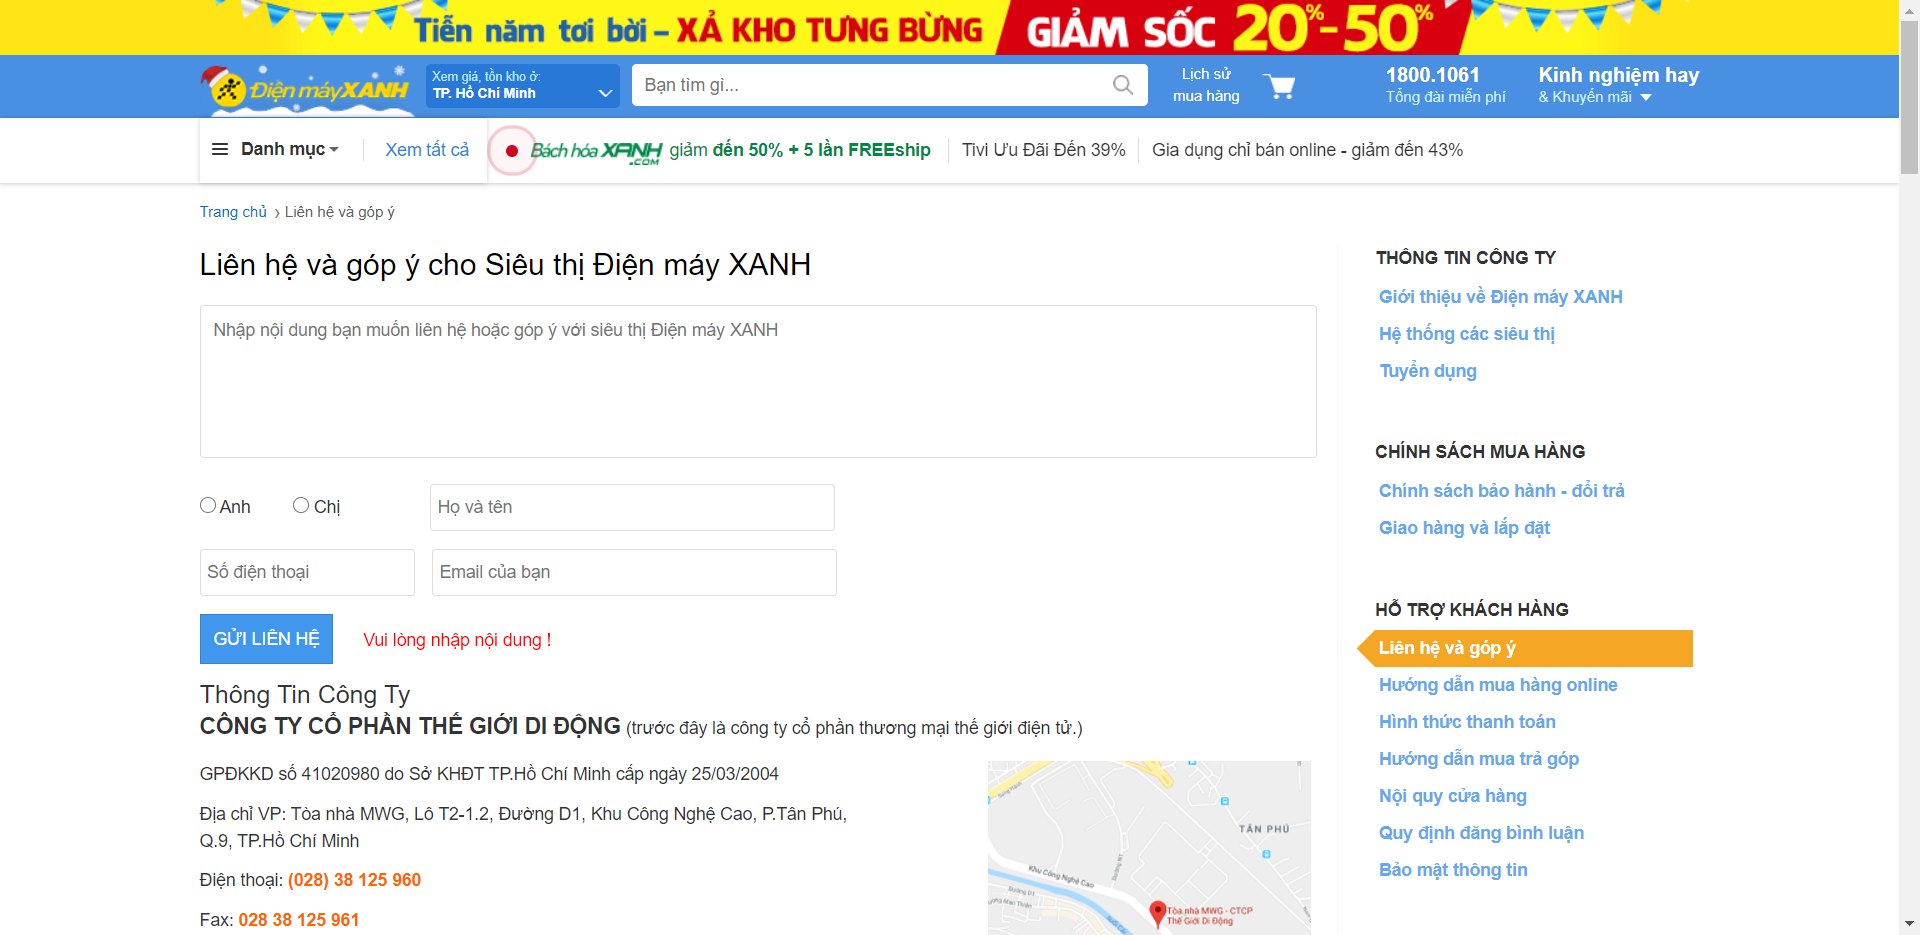 Tiễn năm tơi bời – XẢ KHO TƯNG BỪNG GIẢM SỐC 20%-50%
Điện máy XANH
Xem giá, tồn kho ở:
TP. Hồ Chí Minh
Bạn tìm gì...
Lịch sử
mua hàng
1800.1061
Tổng đài miễn phí
Kinh nghiệm hay
& Khuyến mãi
Danh mục
Xem tất cả
Bách hóa XANH .COM giảm đến 50% + 5 lần FREEship
Tivi Ưu Đãi Đến 39%
Gia dụng chỉ bán online - giảm đến 43%
Trang chủ › Liên hệ và góp ý
Liên hệ và góp ý cho Siêu thị Điện máy XANH
Nhập nội dung bạn muốn liên hệ hoặc góp ý với siêu thị Điện máy XANH
Anh
Chị
Họ và tên
Số điện thoại
Email của bạn
GỬI LIÊN HỆ
Vui lòng nhập nội dung !
Thông Tin Công Ty
CÔNG TY CỔ PHẦN THẾ GIỚI DI ĐỘNG (trước đây là công ty cổ phần thương mại thế giới điện tử.)
GPĐKKD số 41020980 do Sở KHĐT TP.Hồ Chí Minh cấp ngày 25/03/2004
Địa chỉ VP: Tòa nhà MWG, Lô T2-1.2, Đường D1, Khu Công Nghệ Cao, P.Tân Phú,
Q.9, TP.Hồ Chí Minh
Điện thoại: (028) 38 125 960
Fax: 028 38 125 961
TÂN PHÚ
Khu Công Nghệ Cao
Đường D1
Tòa nhà MWG - CTCP
Thế Giới Di Động
THÔNG TIN CÔNG TY
Giới thiệu về Điện máy XANH
Hệ thống các siêu thị
Tuyển dụng
CHÍNH SÁCH MUA HÀNG
Chính sách bảo hành - đổi trả
Giao hàng và lắp đặt
HỖ TRỢ KHÁCH HÀNG
Liên hệ và góp ý
Hướng dẫn mua hàng online
Hình thức thanh toán
Hướng dẫn mua trả góp
Nội quy cửa hàng
Quy định đăng bình luận
Bảo mật thông tin